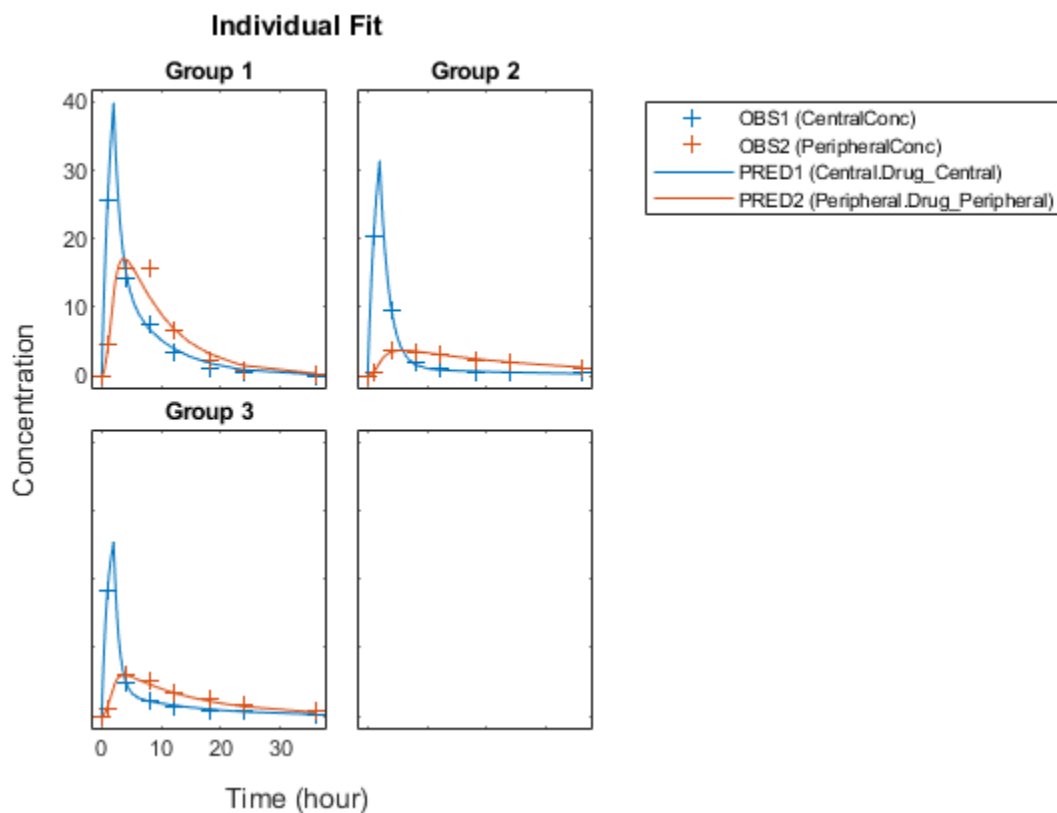 Individual Fit
Group 1
Group 2
40
30
20
10
0
OBS1 (CentralConc)
OBS2 (PeripheralConc)
PRED1 (Central.Drug_Central)
PRED2 (Peripheral.Drug_Peripheral)
Concentration
Group 3
0 10 20 30
Time (hour)